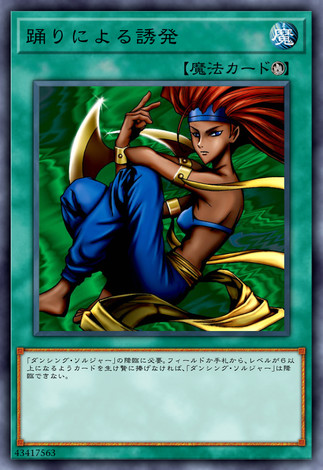 踊りによる誘発
魔
【魔法カード】
「ダンシング・ソルジャー」の降臨に必要。フィールドか手札から、レベルが6以
上になるようカードを生け贄に捧げなければ、「ダンシング・ソルジャー」は降
臨できない。
43417563